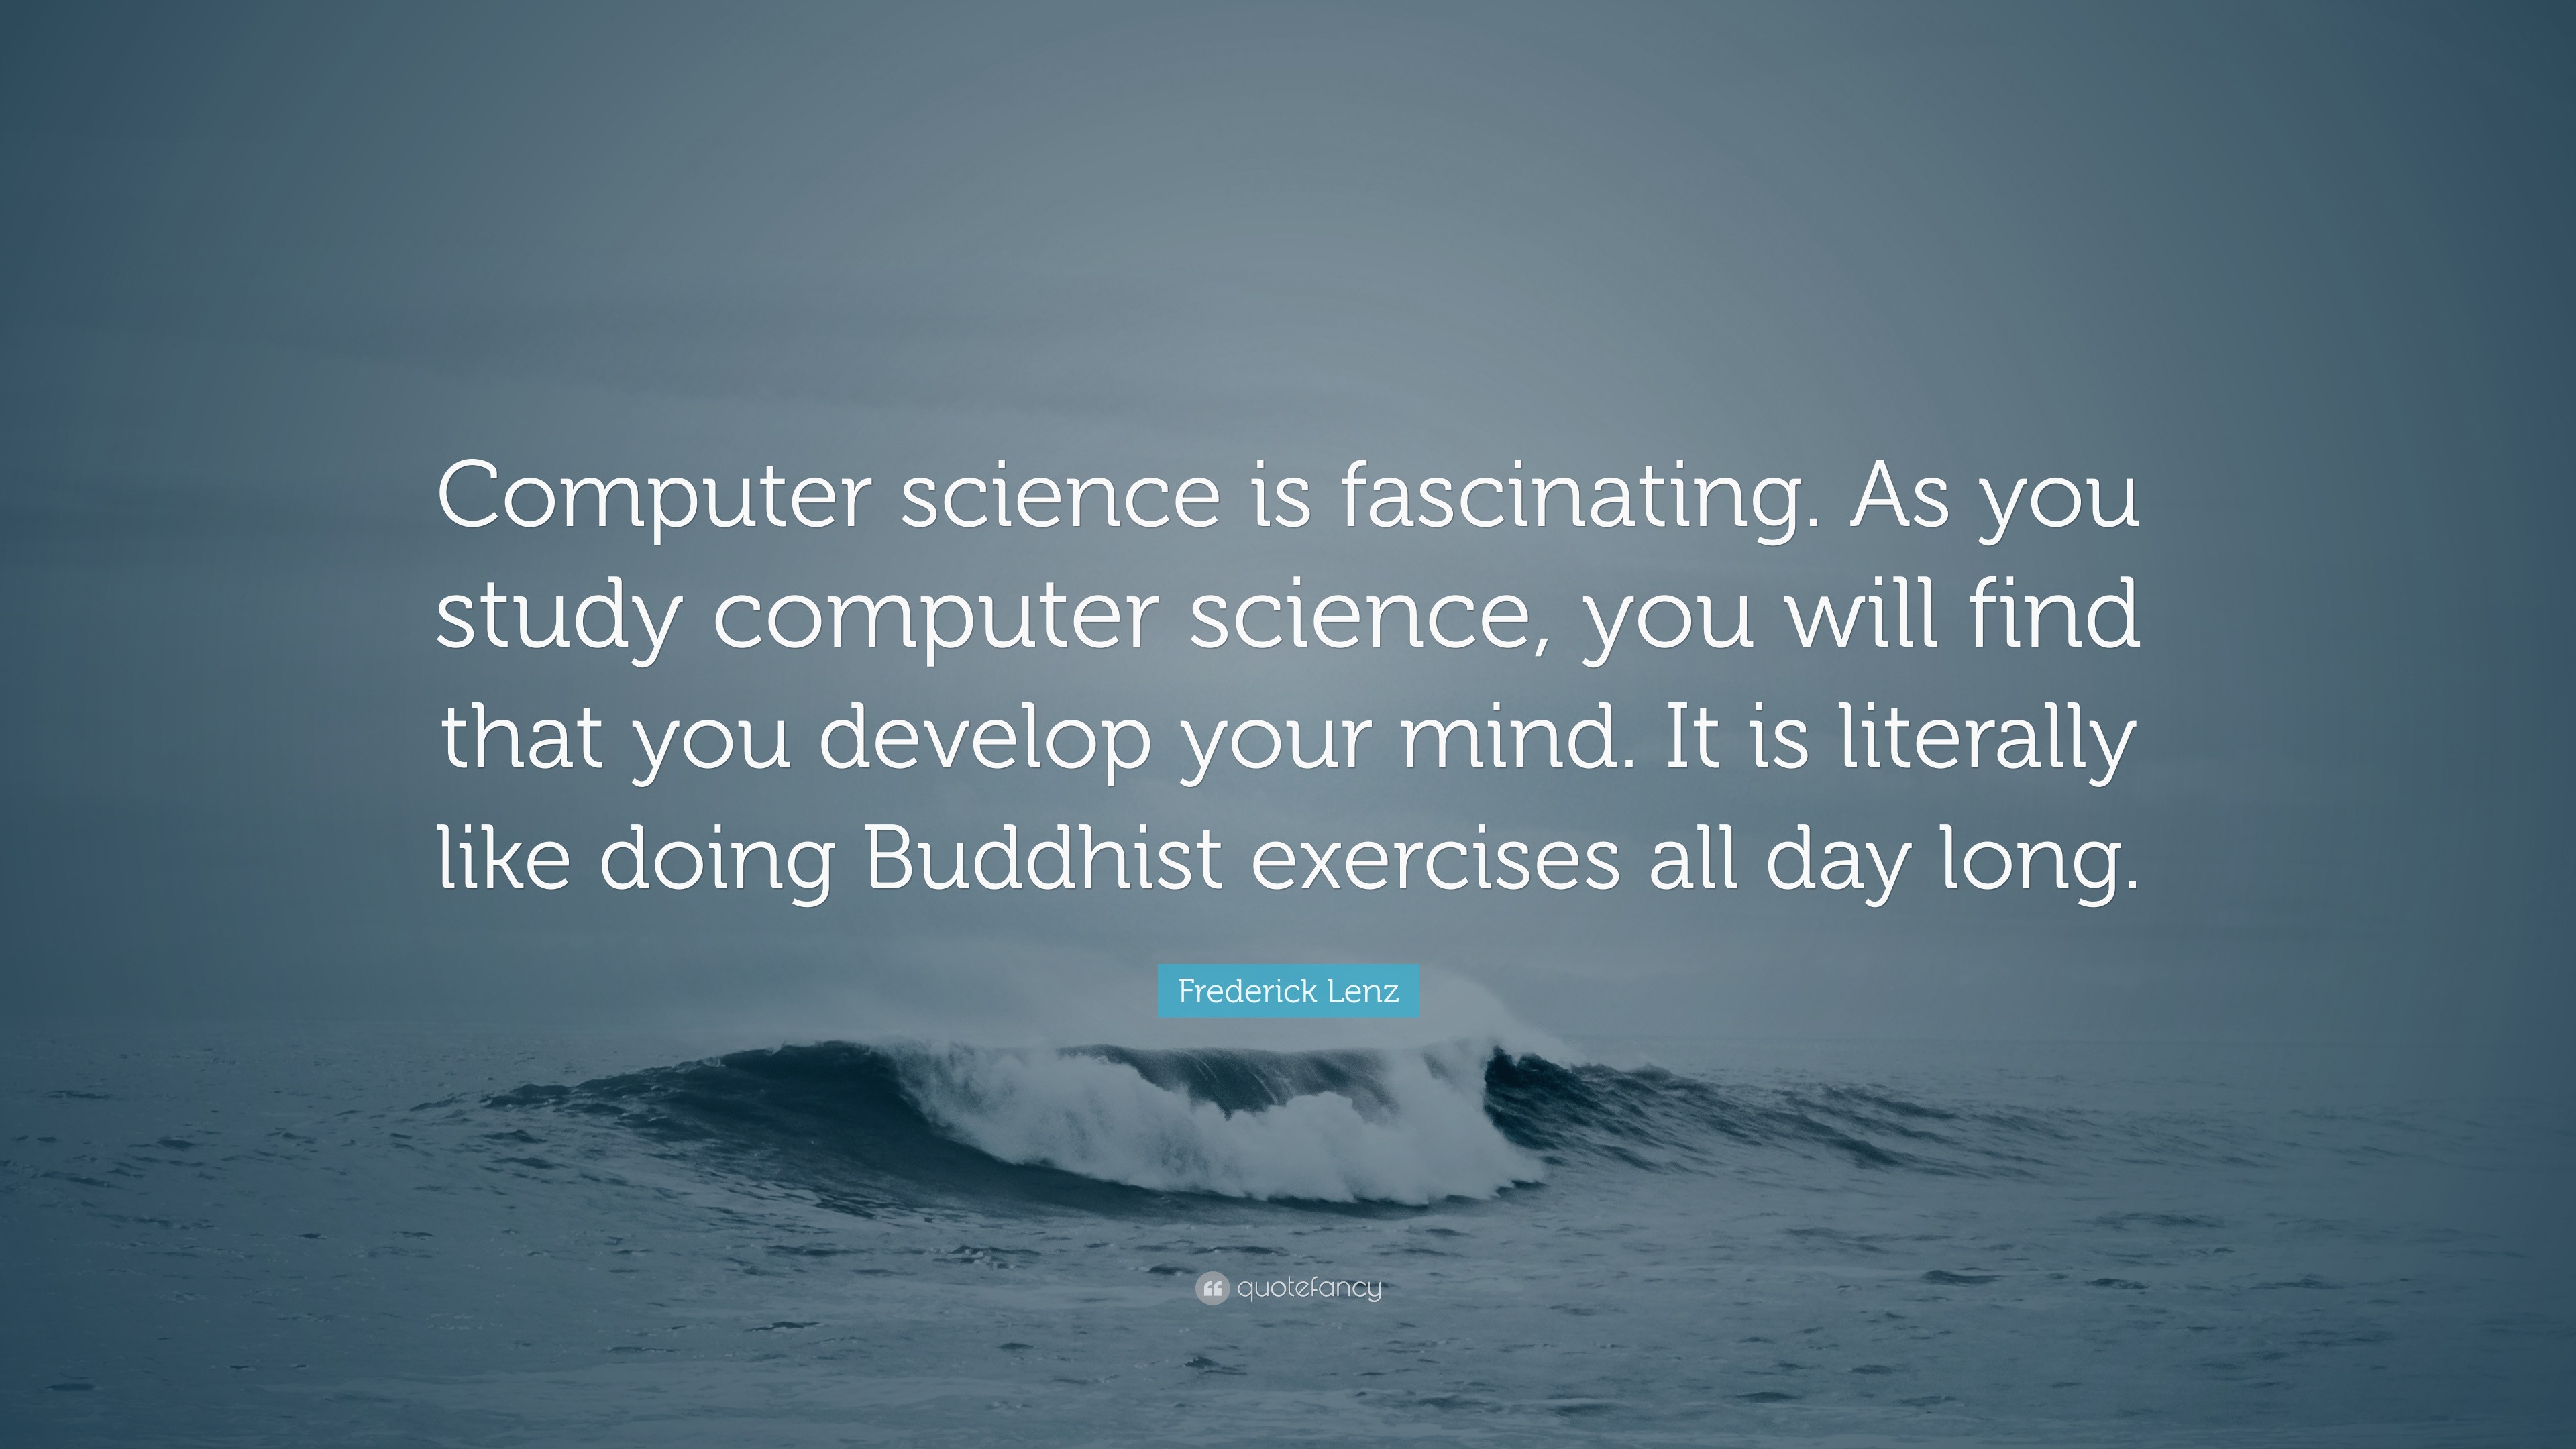 Computer science is fascinating. As you
study computer science, you will find
that you develop your mind. It is literally
like doing Buddhist exercises all day long.
Frederick Lenz
quotefancy